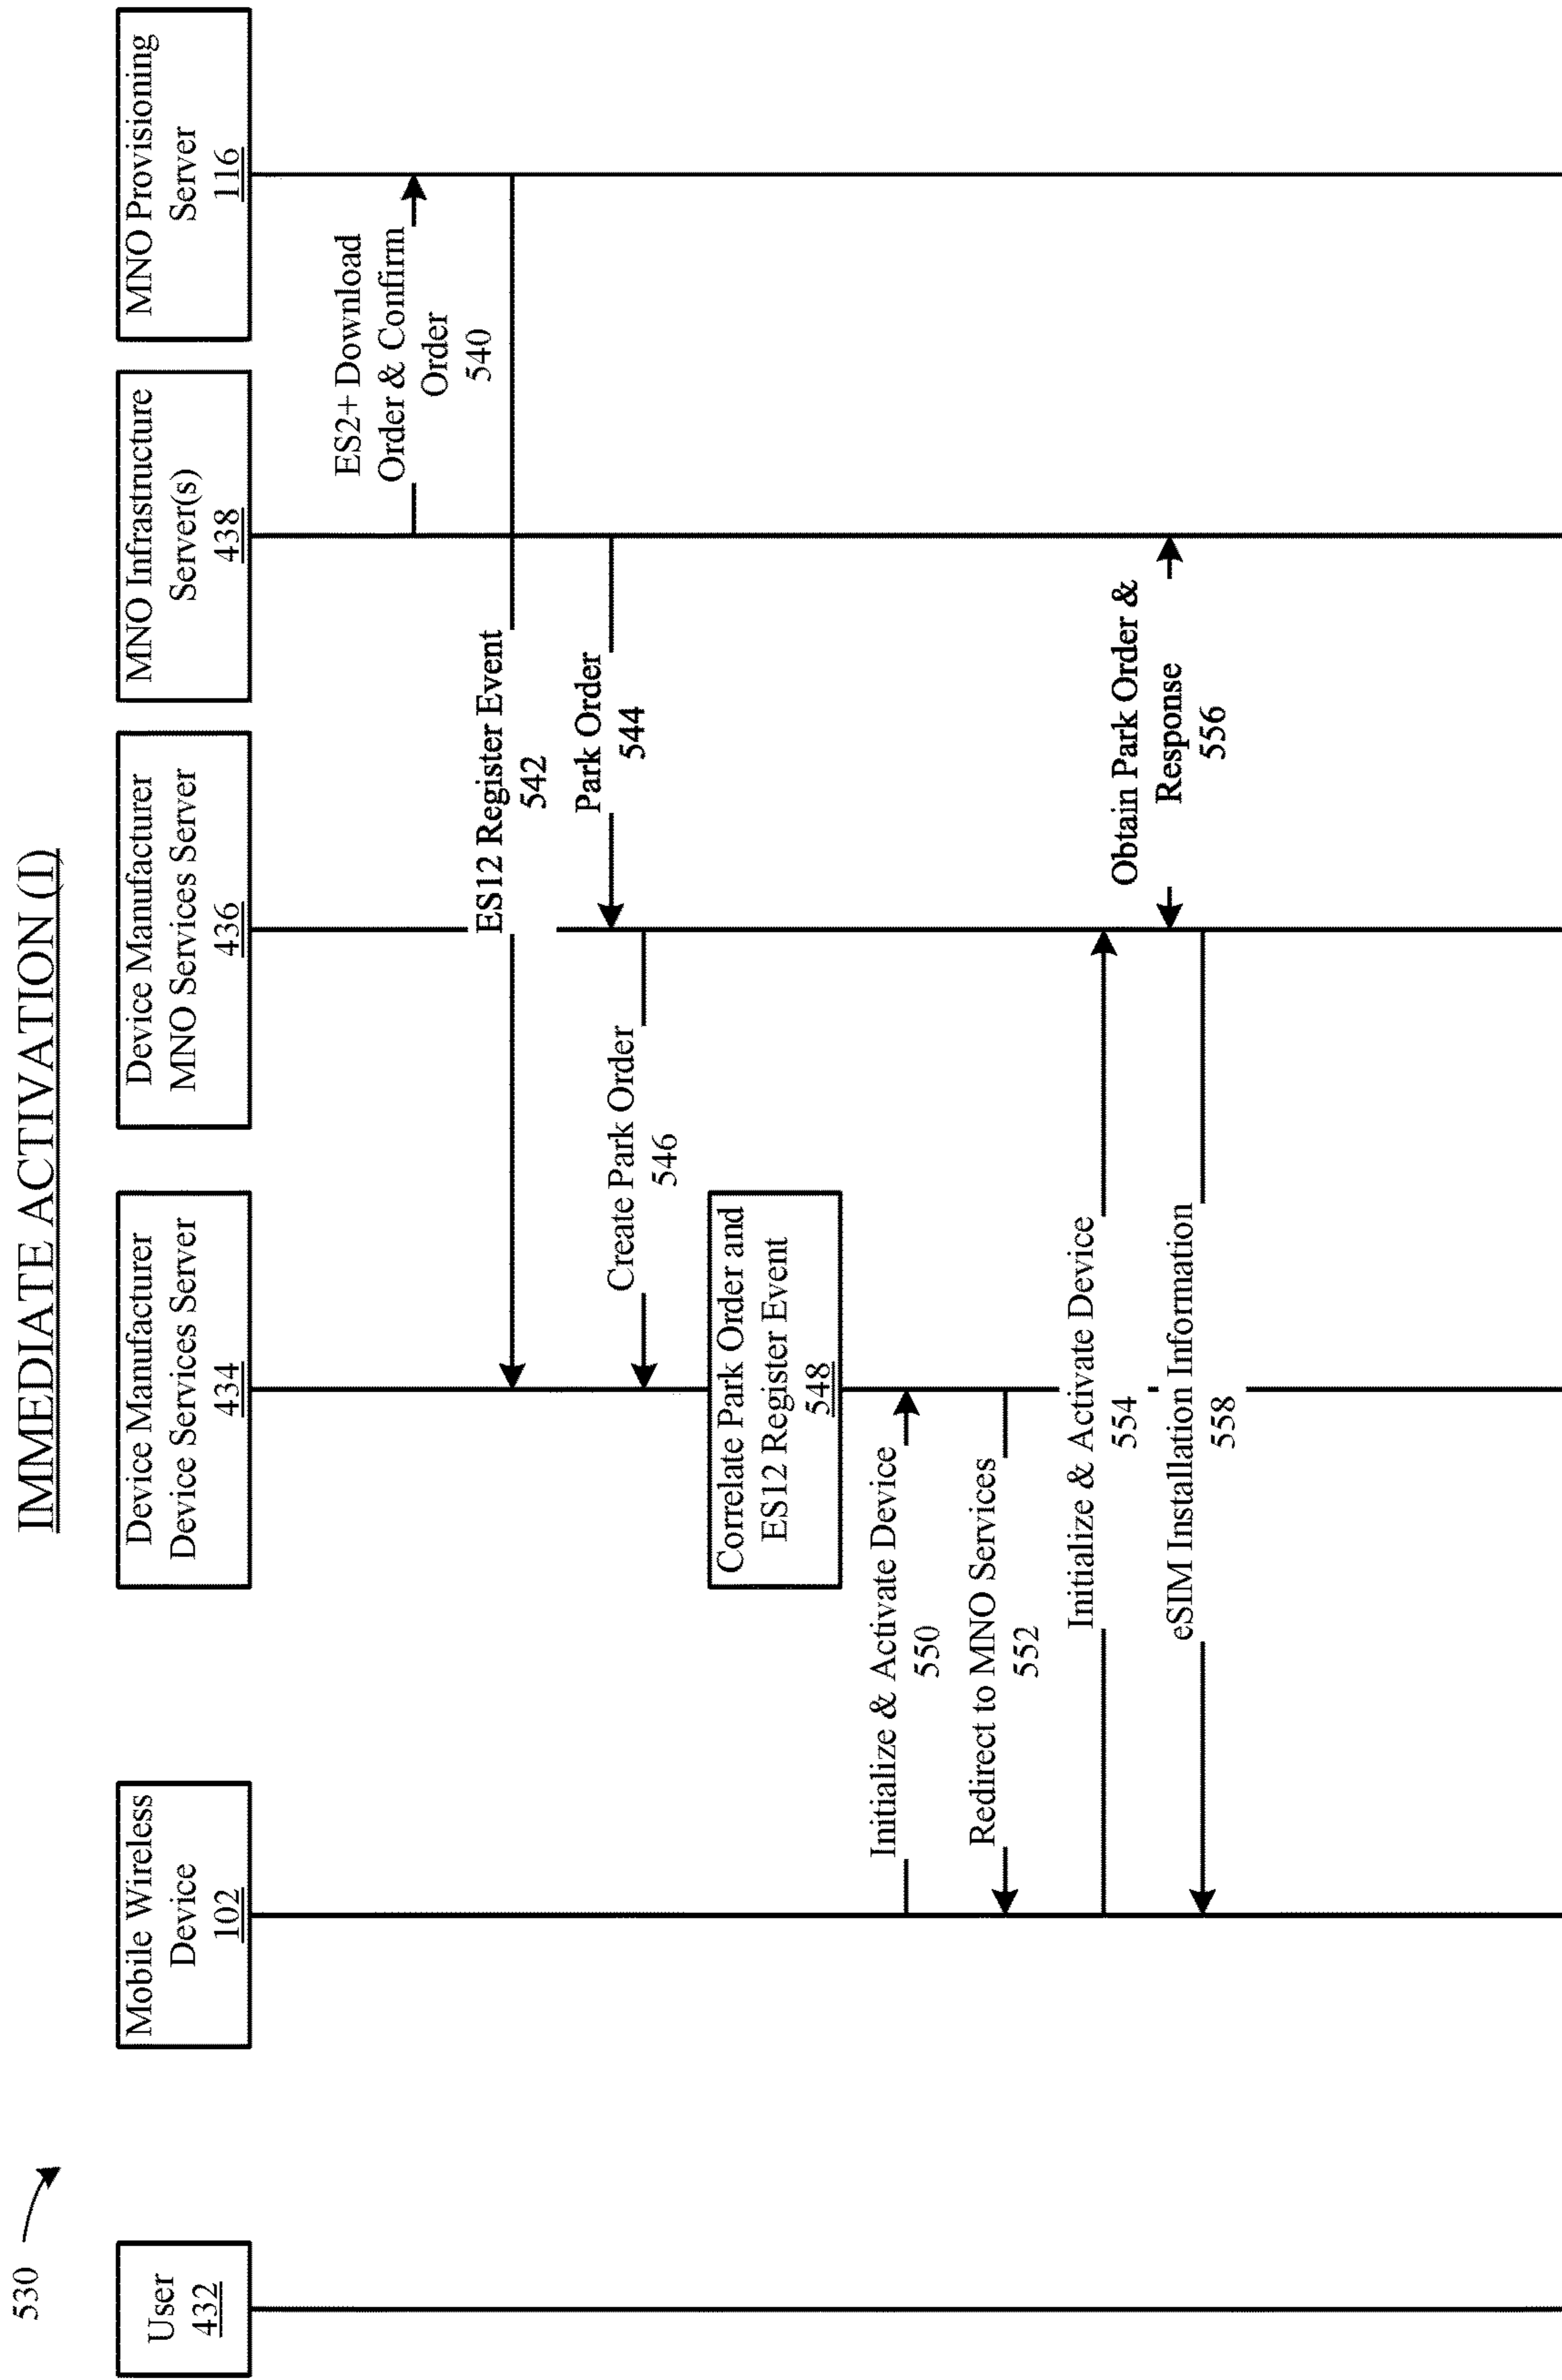 IMMEDIATE ACTIVATION (I)
530
User
432
Mobile Wireless
Device
102
Device Manufacturer
Device Services Server
434
Device Manufacturer
MNO Services Server
436
MNO Infrastructure
Server(s)
438
MNO Provisioning
Server
116
ES2+ Download
Order & Confirm
Order
540
ES12 Register Event
542
Park Order
544
Create Park Order
546
Correlate Park Order and
ES12 Register Event
548
Initialize & Activate Device
550
Redirect to MNO Services
552
Initialize & Activate Device
554
Obtain Park Order &
Response
556
eSIM Installation Information
558